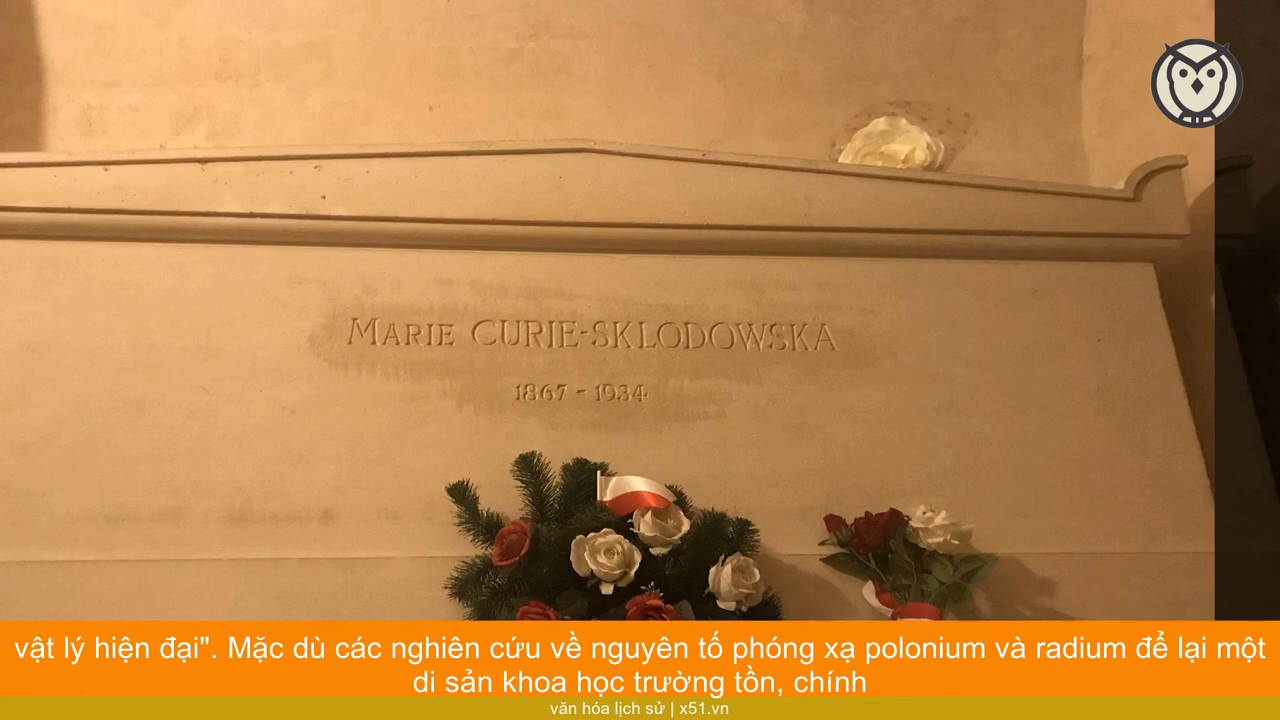 MARIE CURIE-SKLODOWSKA
1867 - 1934
vật lý hiện đại". Mặc dù các nghiên cứu về nguyên tố phóng xạ polonium và radium để lại một
di sản khoa học trường tồn, chính
văn hóa lịch sử | x51.vn